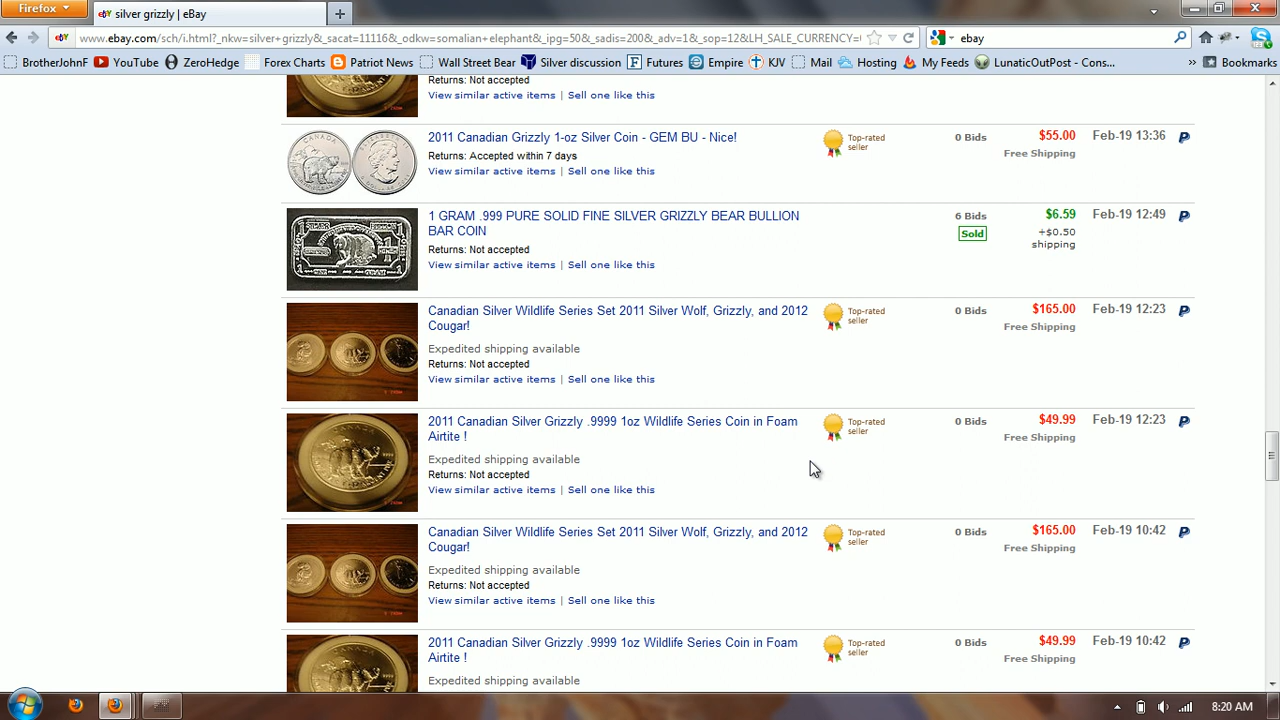 Firefox
silver grizzly | eBay
www.ebay.com/sch/i.html?_nkw=silver+grizzly&_sacat=11116&_odkw=somalian+elephant&_ipg=50&_sadis=200&_adv=1&_sop=12&LH_SALE_CURRENCY=
ebay
BrotherJohnF YouTube ZeroHedge Forex Charts Patriot News Wall Street Bear Silver discussion Futures Empire KJV Mail Hosting My Feeds LunaticOutPost - Cons... » Bookmarks
Returns: Not accepted
View similar active items | Sell one like this
2011 Canadian Grizzly 1-oz Silver Coin - GEM BU - Nice!
Returns: Accepted within 7 days
View similar active items | Sell one like this
Top-rated
seller
0 Bids
$55.00
Free Shipping
Feb-19 13:36
1 GRAM .999 PURE SOLID FINE SILVER GRIZZLY BEAR BULLION
BAR COIN
Returns: Not accepted
View similar active items | Sell one like this
6 Bids
Sold
$6.59
+$0.50
shipping
Feb-19 12:49
Canadian Silver Wildlife Series Set 2011 Silver Wolf, Grizzly, and 2012
Cougar!
Expedited shipping available
Returns: Not accepted
View similar active items | Sell one like this
Top-rated
seller
0 Bids
$165.00
Free Shipping
Feb-19 12:23
2011 Canadian Silver Grizzly .9999 1oz Wildlife Series Coin in Foam
Airtite !
Expedited shipping available
Returns: Not accepted
View similar active items | Sell one like this
Top-rated
seller
0 Bids
$49.99
Free Shipping
Feb-19 12:23
Canadian Silver Wildlife Series Set 2011 Silver Wolf, Grizzly, and 2012
Cougar!
Expedited shipping available
Returns: Not accepted
View similar active items | Sell one like this
Top-rated
seller
0 Bids
$165.00
Free Shipping
Feb-19 10:42
2011 Canadian Silver Grizzly .9999 1oz Wildlife Series Coin in Foam
Airtite !
Expedited shipping available
Top-rated
seller
0 Bids
$49.99
Free Shipping
Feb-19 10:42
8:20 AM